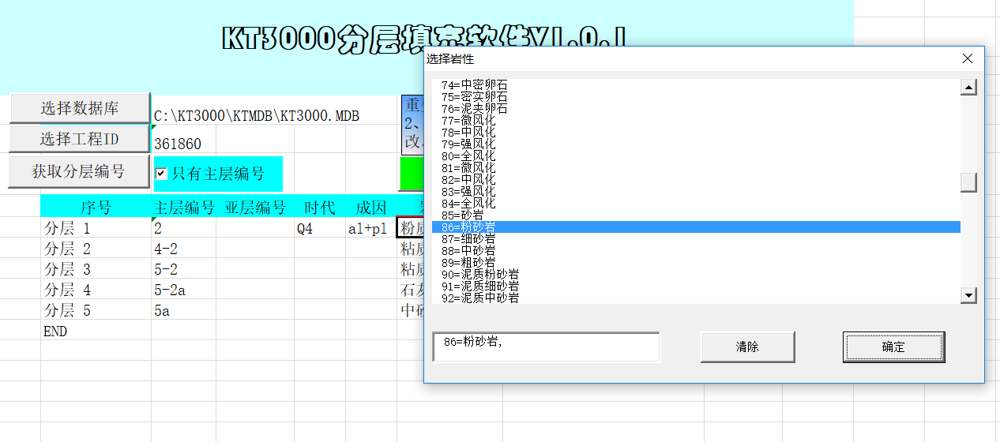 KT3000分层填充软件V1.0.1
选择数据库
C:\KT3000\KTMDB\KT3000.MDB
选择工程ID
361860
获取分层编号
只有主层编号
重
2、
改
序号 主层编号 亚层编号 时代 成因
分层 1 2 Q4 al+pl 粉质
分层 2 4-2 粘质
分层 3 5-2 粘质
分层 4 5-2a 石灰
分层 5 5a 中砂
END
选择岩性
74=中密卵石
75=密实卵石
76=泥夹卵石
77=微风化
78=中风化
79=强风化
80=全风化
81=微风化
82=中风化
83=强风化
84=全风化
85=砂岩
86=粉砂岩
87=细砂岩
88=中砂岩
89=粗砂岩
90=泥质粉砂岩
91=泥质细砂岩
92=泥质中砂岩
86=粉砂岩,
清除
确定